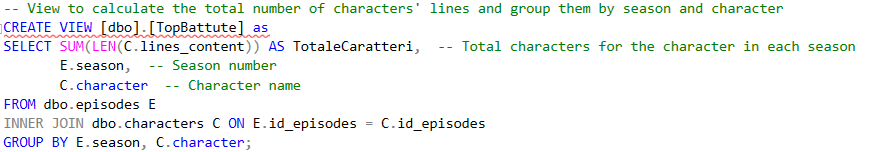 -- View to calculate the total number of characters' lines and group them by season and character
CREATE VIEW [dbo].[TopBattute] as
SELECT SUM(LEN(C.lines_content)) AS TotaleCaratteri,  -- Total characters for the character in each season
       E.season,  -- Season number
       C.character  -- Character name
FROM dbo.episodes E
INNER JOIN dbo.characters C ON E.id_episodes = C.id_episodes
GROUP BY E.season, C.character;